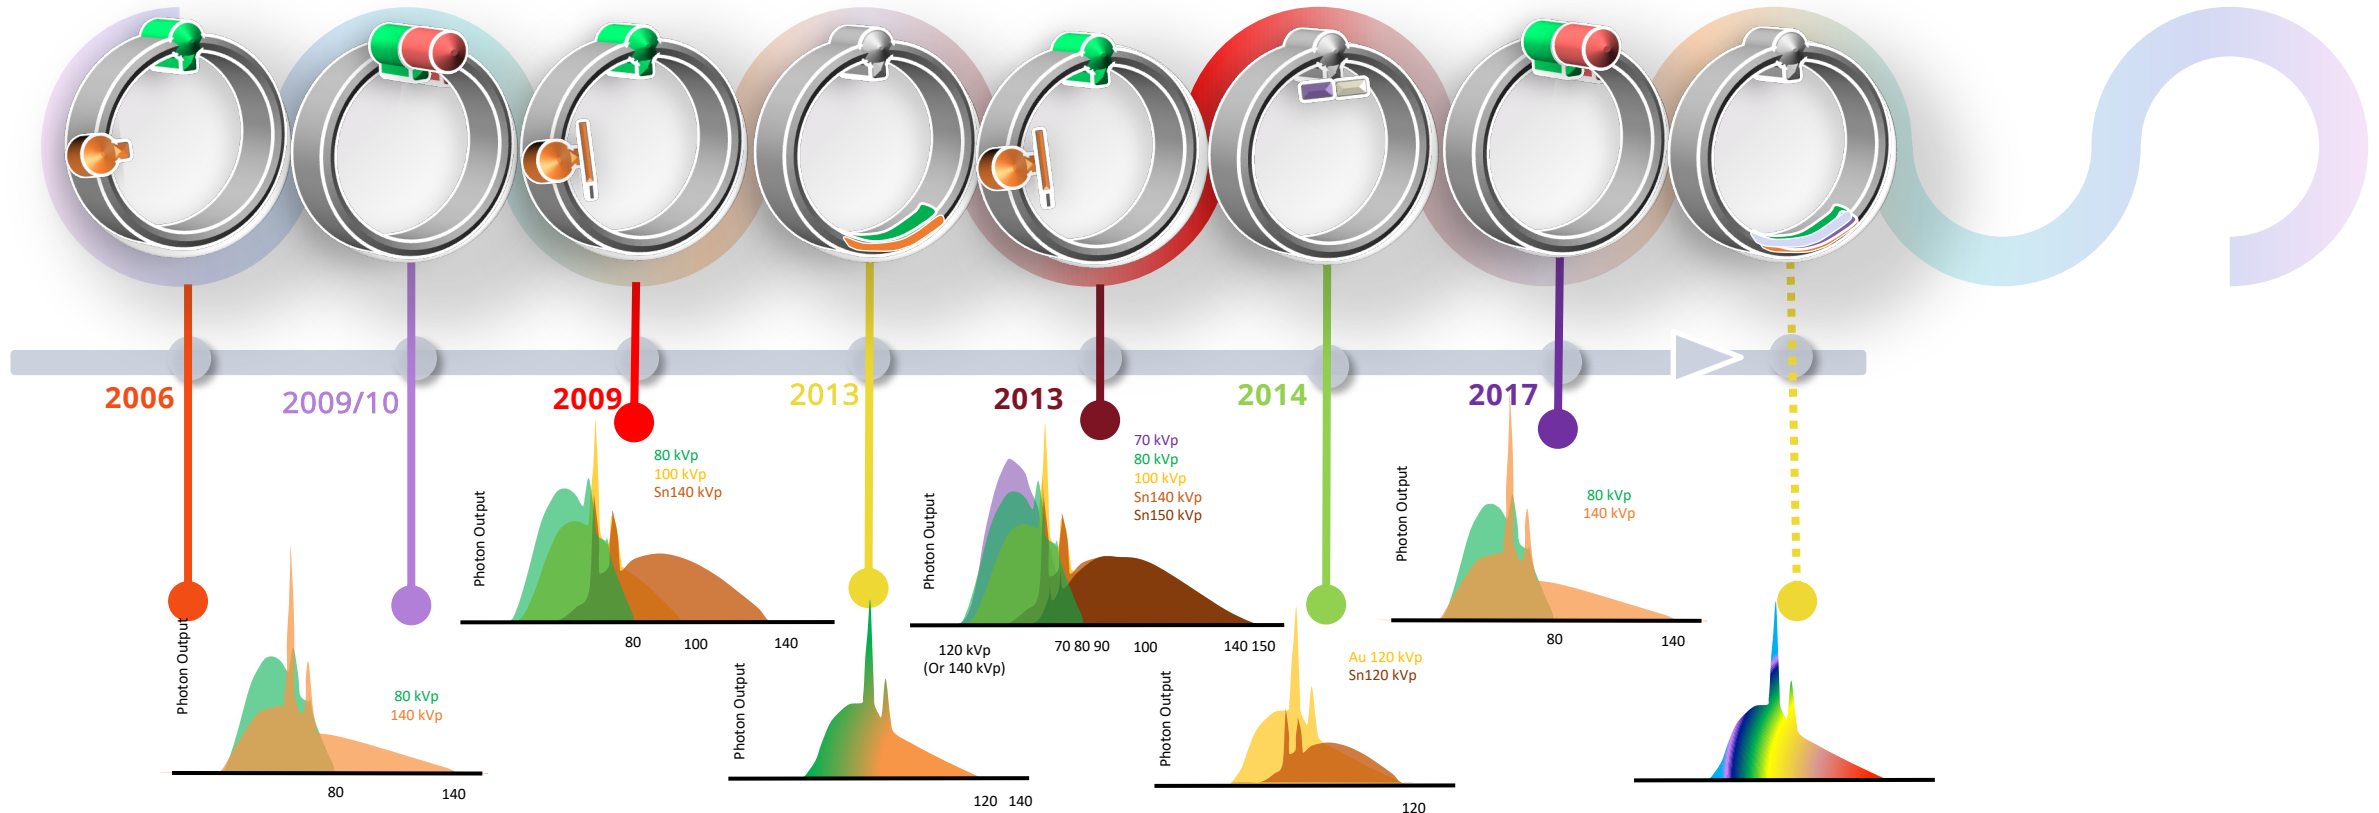 2006
2009/10
2009
2013
2013
2014
2017
Photon Output
80 kVp
140 kVp
80
140
Photon Output
80 kVp
100 kVp
Sn140 kVp
80
100
140
Photon Output
120
140
120 kVp
(Or 140 kVp)
Photon Output
70 kVp
80 kVp
100 kVp
Sn140 kVp
Sn150 kVp
70 80 90
100
140 150
Photon Output
Au 120 kVp
Sn120 kVp
120
Photon Output
80 kVp
140 kVp
80
140